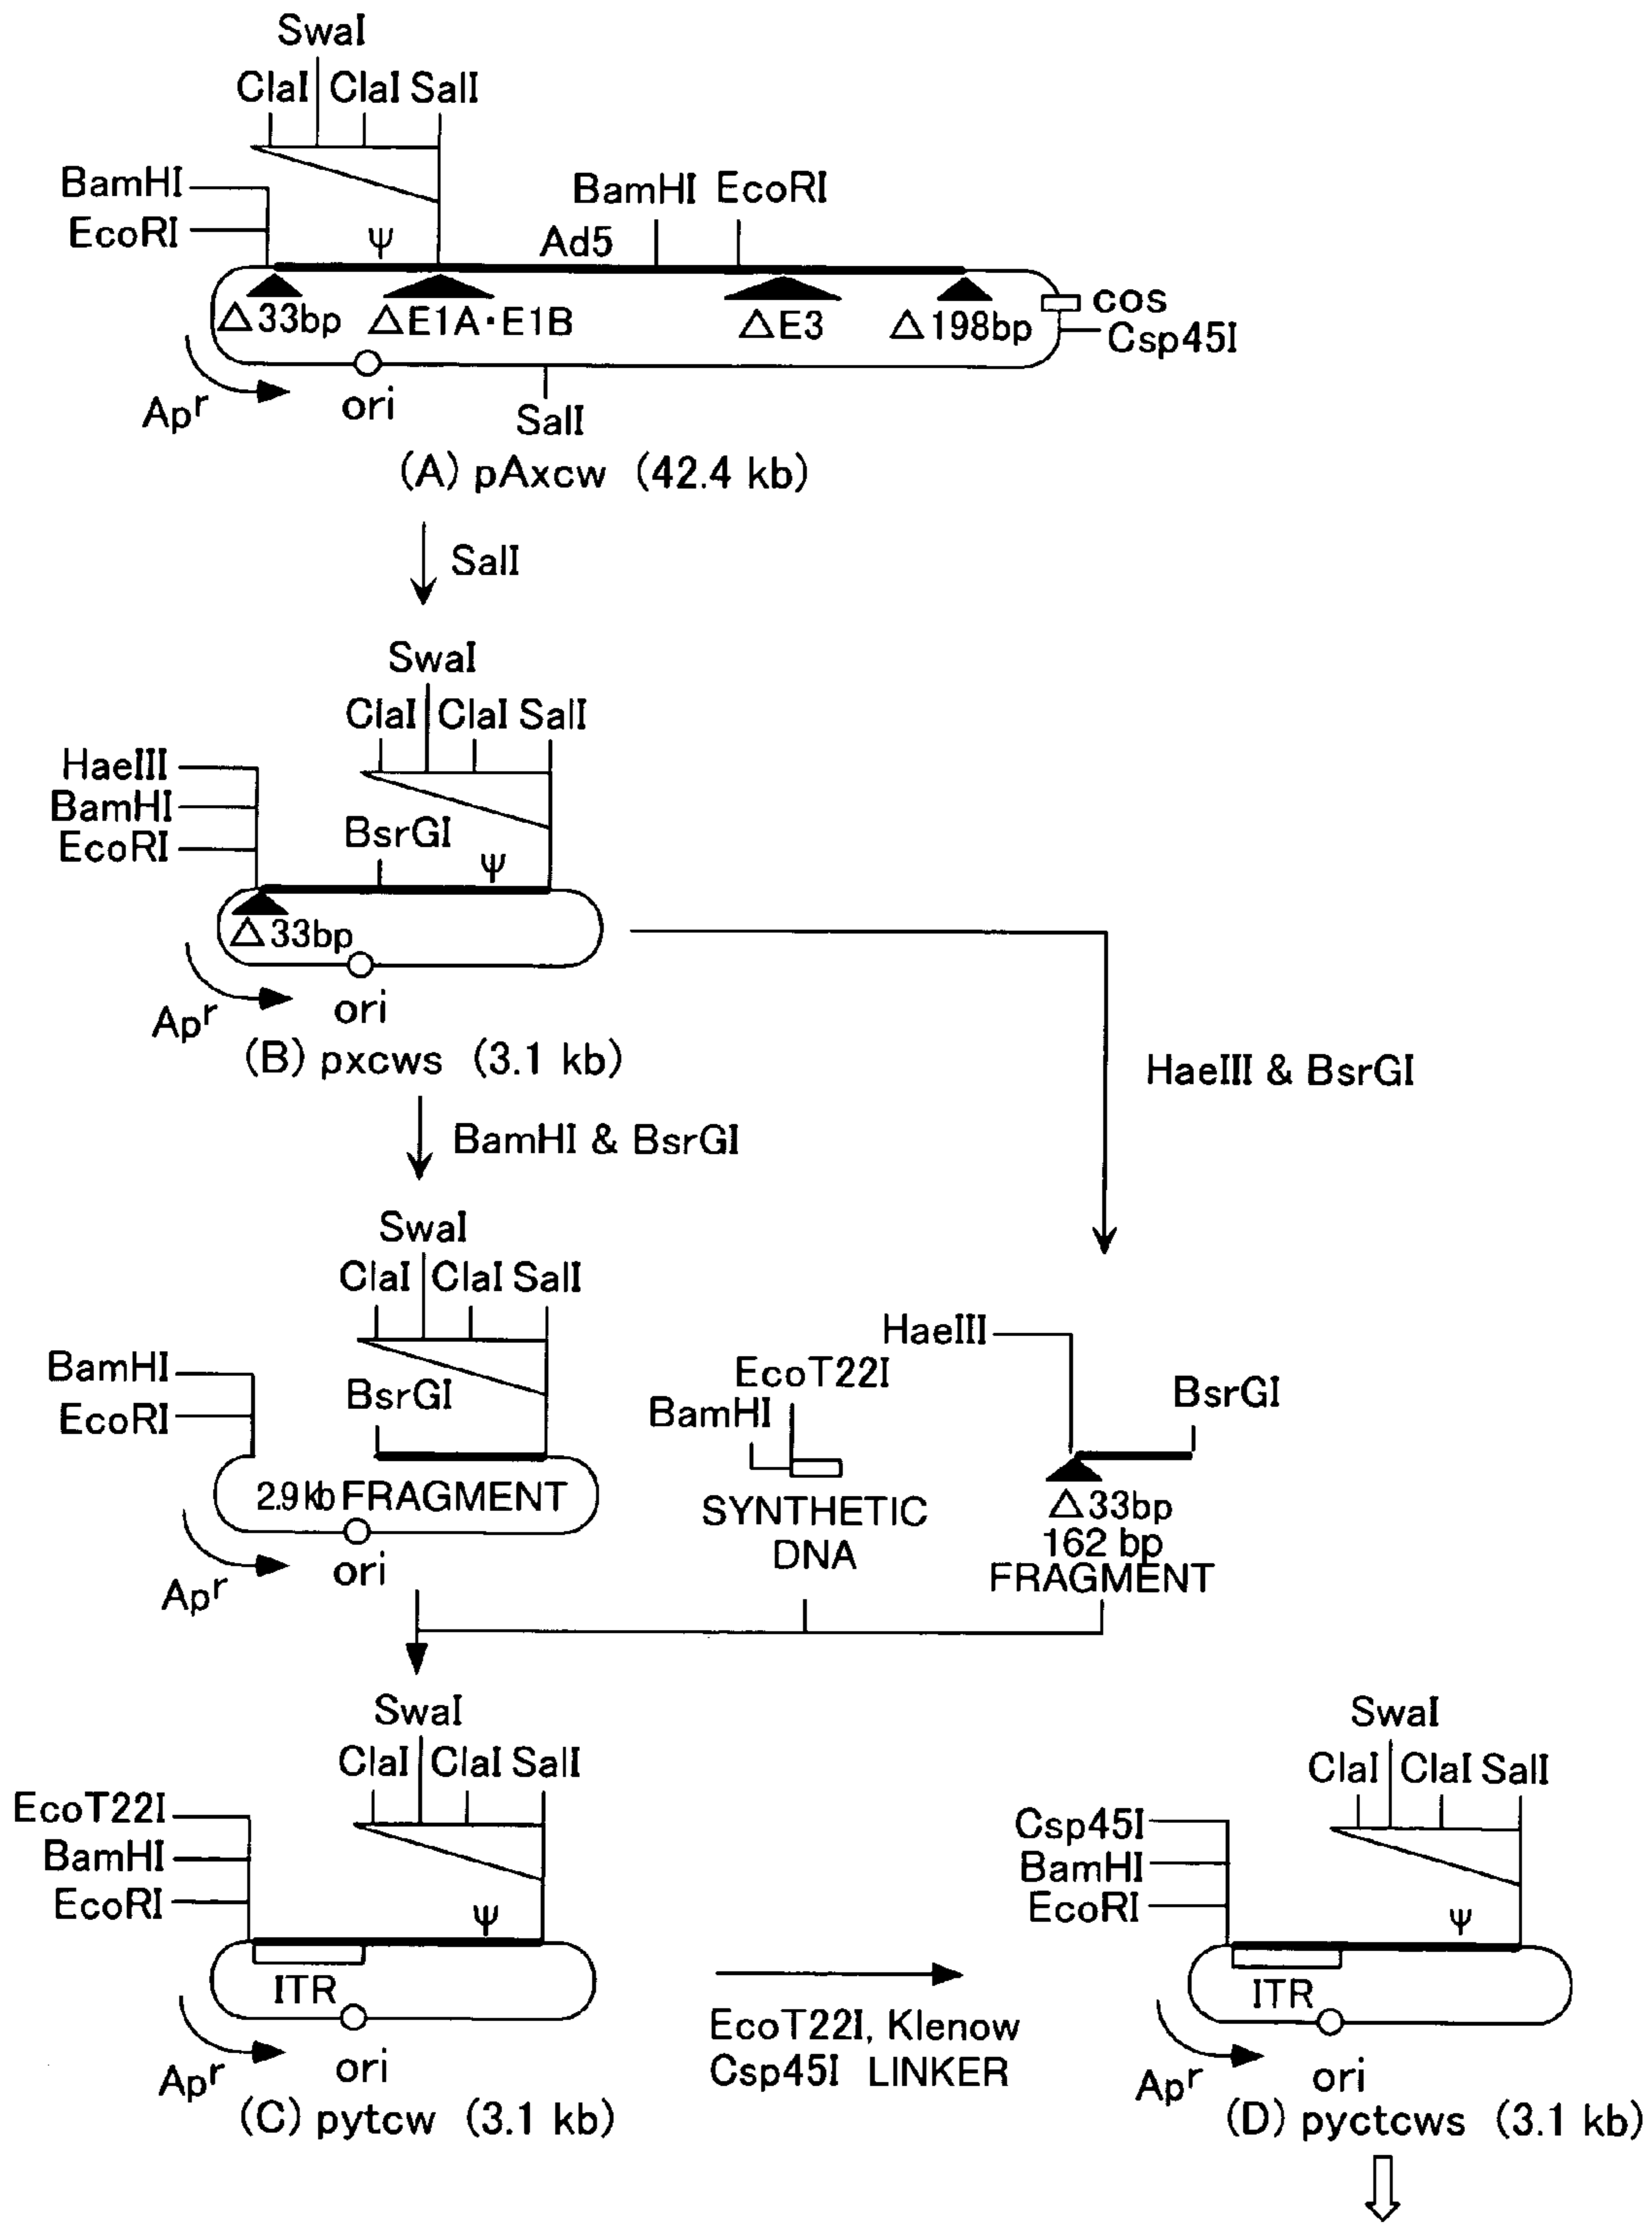 SwaI
ClaI ClaI SalI
BamHI
EcoRI
BamHI EcoRI
ψ
Ad5
△33bp △E1A·E1B △E3 △198bp
cos
Csp45I
Apʳ
ori
SalI
(A) pAxcw (42.4 kb)
SalI
SwaI
ClaI ClaI SalI
HaeIII
BamHI
EcoRI
BsrGI
ψ
△33bp
Apʳ
ori
(B) pxcws (3.1 kb)
HaeIII & BsrGI
BamHI & BsrGI
SwaI
ClaI ClaI SalI
BamHI
EcoRI
BsrGI
2.9 kb FRAGMENT
Apʳ
ori
EcoT22I
BamHI
SYNTHETIC
DNA
HaeIII
BsrGI
△33bp
162 bp
FRAGMENT
SwaI
ClaI ClaI SalI
EcoT22I
BamHI
EcoRI
ψ
ITR
Apʳ
ori
(C) pytcw (3.1 kb)
EcoT22I, Klenow
Csp45I LINKER
SwaI
ClaI ClaI SalI
Csp45I
BamHI
EcoRI
ψ
ITR
Apʳ
ori
(D) pyctcws (3.1 kb)